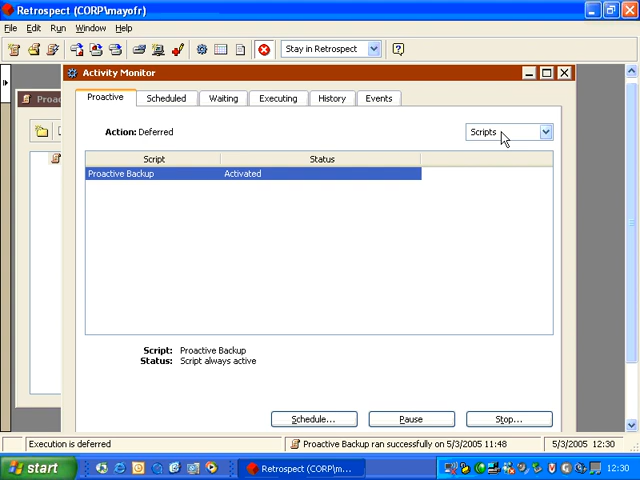 Retrospect (CORP\mayofr)
File Edit Run Window Help
Stay in Retrospect
Activity Monitor
Proac
Proactive Scheduled Waiting Executing History Events
Action: Deferred
Scripts
Script Status
Proactive Backup Activated
Script: Proactive Backup
Status: Script always active
Schedule... Pause Stop...
Execution is deferred
Proactive Backup ran successfully on 5/3/2005 11:48
5/3/2005 12:30
start
Retrospect (CORP\m...
12:30